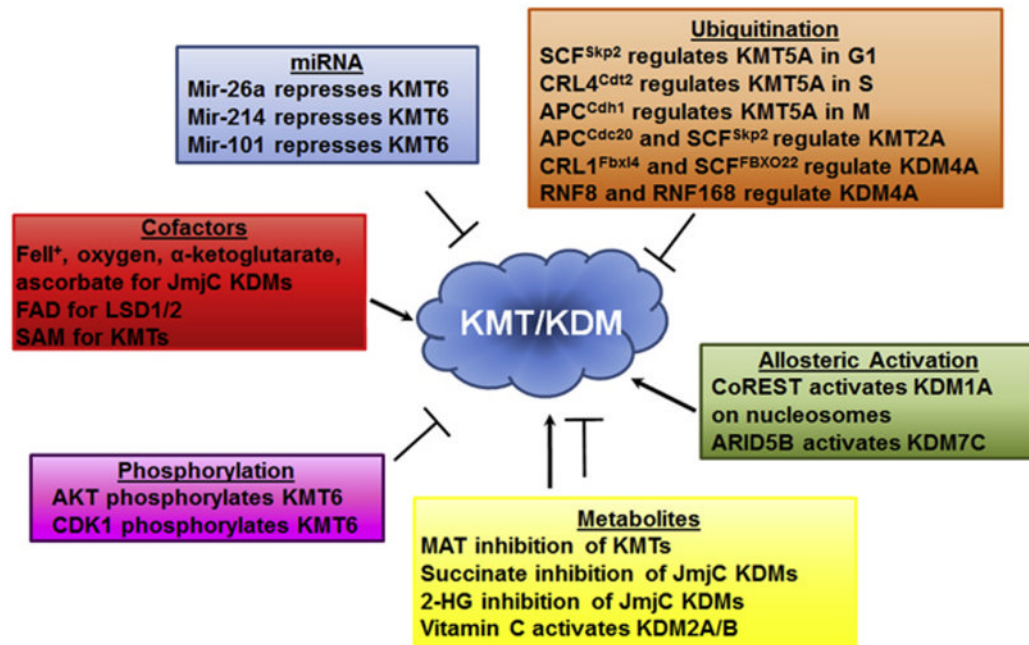 miRNA
Mir-26a represses KMT6
Mir-214 represses KMT6
Mir-101 represses KMT6
Ubiquitination
SCFSkp2 regulates KMT5A in G1
CRL4Cdt2 regulates KMT5A in S
APCCdh1 regulates KMT5A in M
APCCdc20 and SCFSkp2 regulate KMT2A
CRL1Fbxl4 and SCFFBXO22 regulate KDM4A
RNF8 and RNF168 regulate KDM4A
Cofactors
FeII+, oxygen, α-ketoglutarate,
ascorbate for JmjC KDMs
FAD for LSD1/2
SAM for KMTs
KMT/KDM
Allosteric Activation
CoREST activates KDM1A
on nucleosomes
ARID5B activates KDM7C
Phosphorylation
AKT phosphorylates KMT6
CDK1 phosphorylates KMT6
Metabolites
MAT inhibition of KMTs
Succinate inhibition of JmjC KDMs
2-HG inhibition of JmjC KDMs
Vitamin C activates KDM2A/B